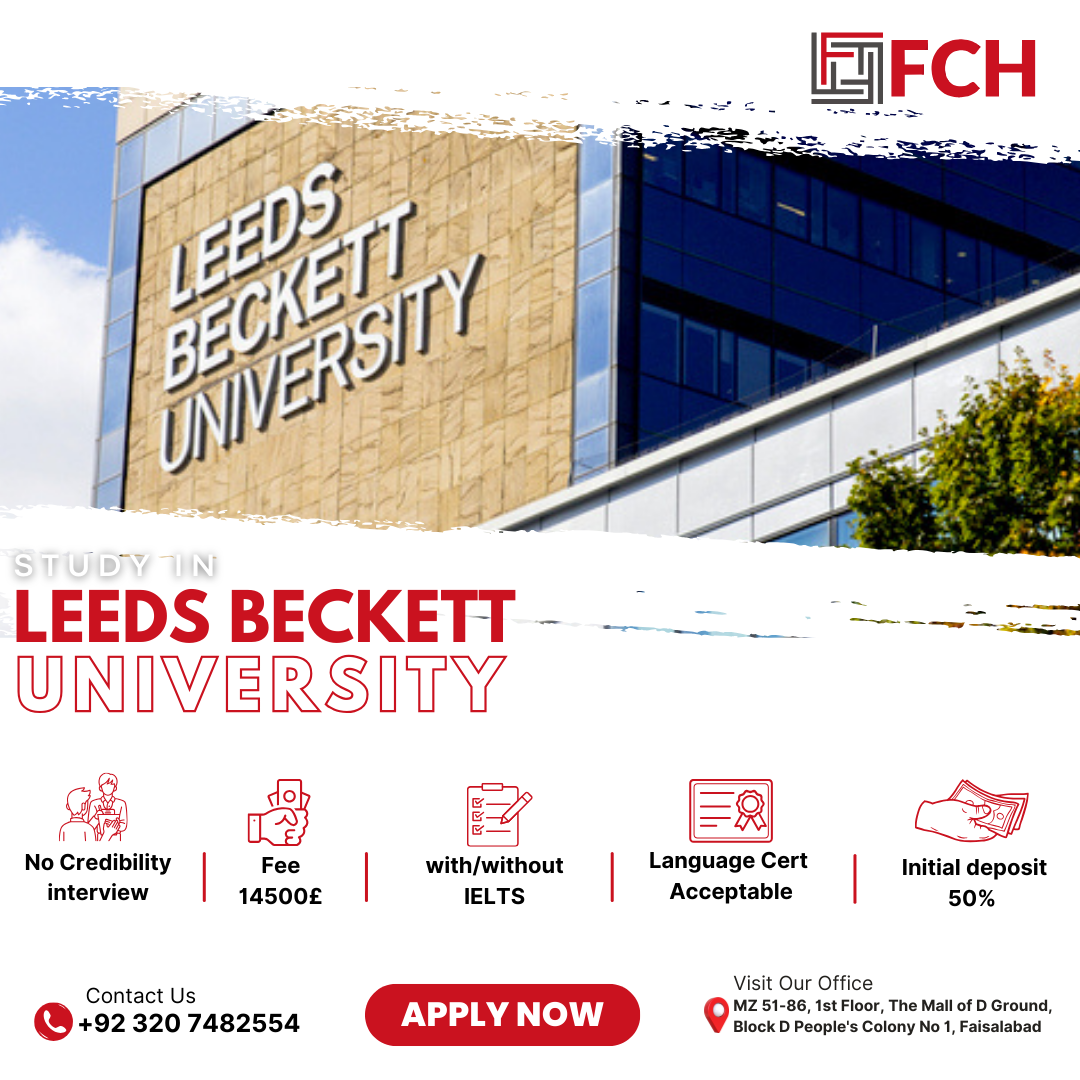 FCH
LEEDS
BECKETT
UNIVERSITY
STUDY IN
LEEDS BECKETT
UNIVERSITY
No Credibility
interview
Fee
14500£
with/without
IELTS
Language Cert
Acceptable
Initial deposit
50%
Contact Us
+92 320 7482554
APPLY NOW
Visit Our Office
MZ 51-86, 1st Floor, The Mall of D Ground,
Block D People's Colony No 1, Faisalabad